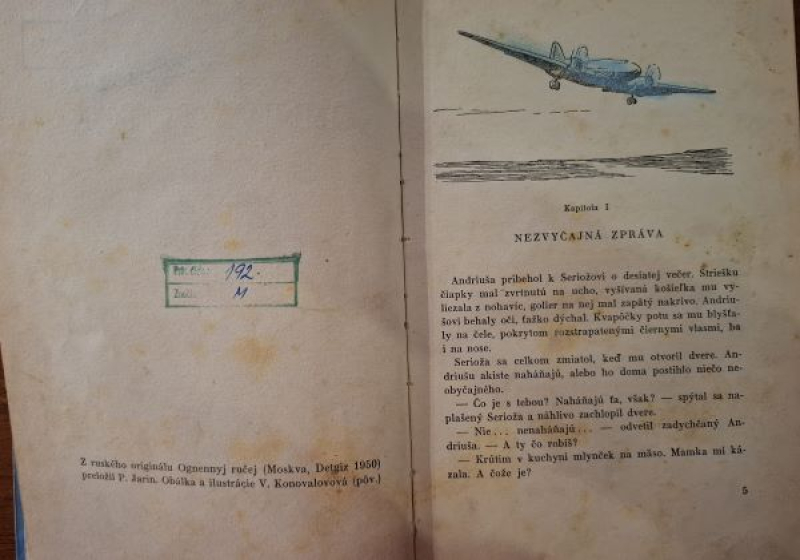 192.
M
Z ruského originálu Ognennyj ručej (Moskva, Detgiz 1950)
preložil P. Jarin. Obálka a ilustrácie V. Konovalovová (pôv.)
Kapitola I
NEZVYČAJNÁ ZPRÁVA
Andriuša pribehol k Seriožovi o desiatej večer. Striešku
čiapky mal zvrtnutú na ucho, vyšívaná košieľka mu vy-
liezala z nohavíc, golier na nej mal zapätý nakrivo. Andriu-
šovi behaly oči, ťažko dýchal. Kvapôčky potu sa mu blyšťa-
ly na čele, pokrytom rozstrapatenými čiernymi vlasmi, ba
i na nose.
Serioža sa celkom zmiatol, keď mu otvoril dvere. An-
driušu akiste naháňajú, alebo ho doma postihlo niečo ne-
obyčajného.
— Čo je s tebou? Naháňajú ťa, však? — spýtal sa na-
plašený Serioža a náhlivo zachlopil dvere.
— Nie... nenaháňajú... — odvetil zadychčaný An-
driuša. — A ty čo robíš?
— Krútim v kuchyni mlynček na mäso. Mamka mi ká-
zala. A čože je?
5